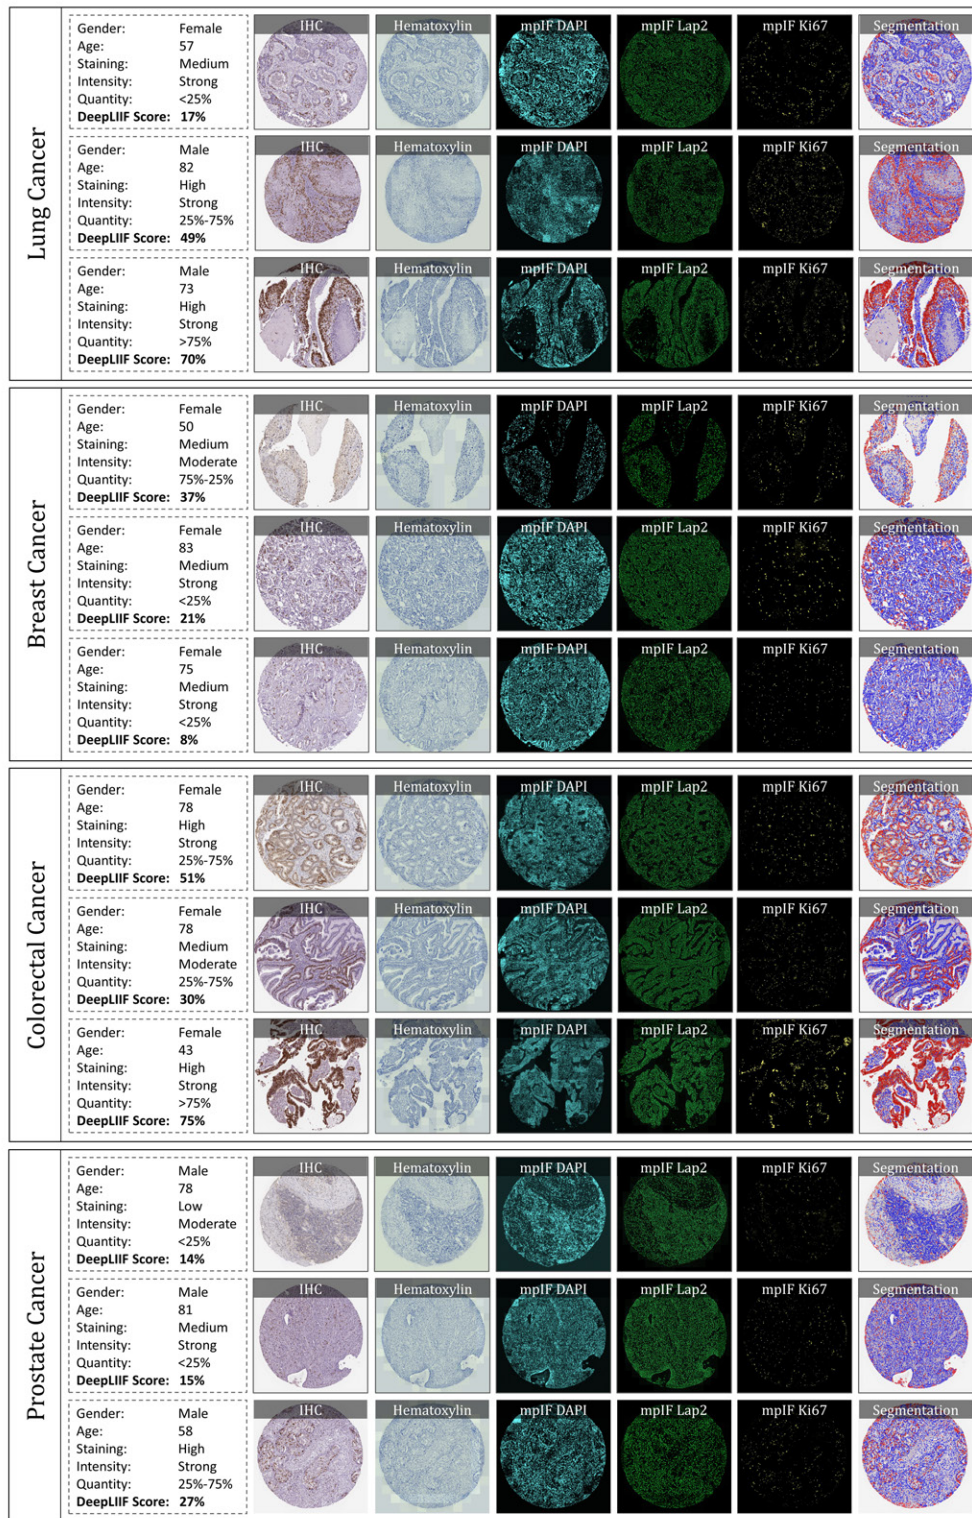 Lung Cancer
Gender: Female
Age: 57
Staining: Medium
Intensity: Strong
Quantity: <25%
DeepLIIF Score: 17%
IHC Hematoxylin mpIF DAPI mpIF Lap2 mpIF Ki67 Segmentation
Gender: Male
Age: 82
Staining: High
Intensity: Strong
Quantity: 25%-75%
DeepLIIF Score: 49%
IHC Hematoxylin mpIF DAPI mpIF Lap2 mpIF Ki67 Segmentation
Gender: Male
Age: 73
Staining: High
Intensity: Strong
Quantity: >75%
DeepLIIF Score: 70%
IHC Hematoxylin mpIF DAPI mpIF Lap2 mpIF Ki67 Segmentation
Breast Cancer
Gender: Female
Age: 50
Staining: Medium
Intensity: Moderate
Quantity: 75%-25%
DeepLIIF Score: 37%
IHC Hematoxylin mpIF DAPI mpIF Lap2 mpIF Ki67 Segmentation
Gender: Female
Age: 83
Staining: Medium
Intensity: Strong
Quantity: <25%
DeepLIIF Score: 21%
IHC Hematoxylin mpIF DAPI mpIF Lap2 mpIF Ki67 Segmentation
Gender: Female
Age: 75
Staining: Medium
Intensity: Strong
Quantity: <25%
DeepLIIF Score: 8%
IHC Hematoxylin mpIF DAPI mpIF Lap2 mpIF Ki67 Segmentation
Colorectal Cancer
Gender: Female
Age: 78
Staining: High
Intensity: Strong
Quantity: 25%-75%
DeepLIIF Score: 51%
IHC Hematoxylin mpIF DAPI mpIF Lap2 mpIF Ki67 Segmentation
Gender: Female
Age: 78
Staining: Medium
Intensity: Moderate
Quantity: 25%-75%
DeepLIIF Score: 30%
IHC Hematoxylin mpIF DAPI mpIF Lap2 mpIF Ki67 Segmentation
Gender: Female
Age: 43
Staining: High
Intensity: Strong
Quantity: >75%
DeepLIIF Score: 75%
IHC Hematoxylin mpIF DAPI mpIF Lap2 mpIF Ki67 Segmentation
Prostate Cancer
Gender: Male
Age: 78
Staining: Low
Intensity: Moderate
Quantity: <25%
DeepLIIF Score: 14%
IHC Hematoxylin mpIF DAPI mpIF Lap2 mpIF Ki67 Segmentation
Gender: Male
Age: 81
Staining: Medium
Intensity: Strong
Quantity: <25%
DeepLIIF Score: 15%
IHC Hematoxylin mpIF DAPI mpIF Lap2 mpIF Ki67 Segmentation
Gender: Male
Age: 58
Staining: High
Intensity: Strong
Quantity: 25%-75%
DeepLIIF Score: 27%
IHC Hematoxylin mpIF DAPI mpIF Lap2 mpIF Ki67 Segmentation